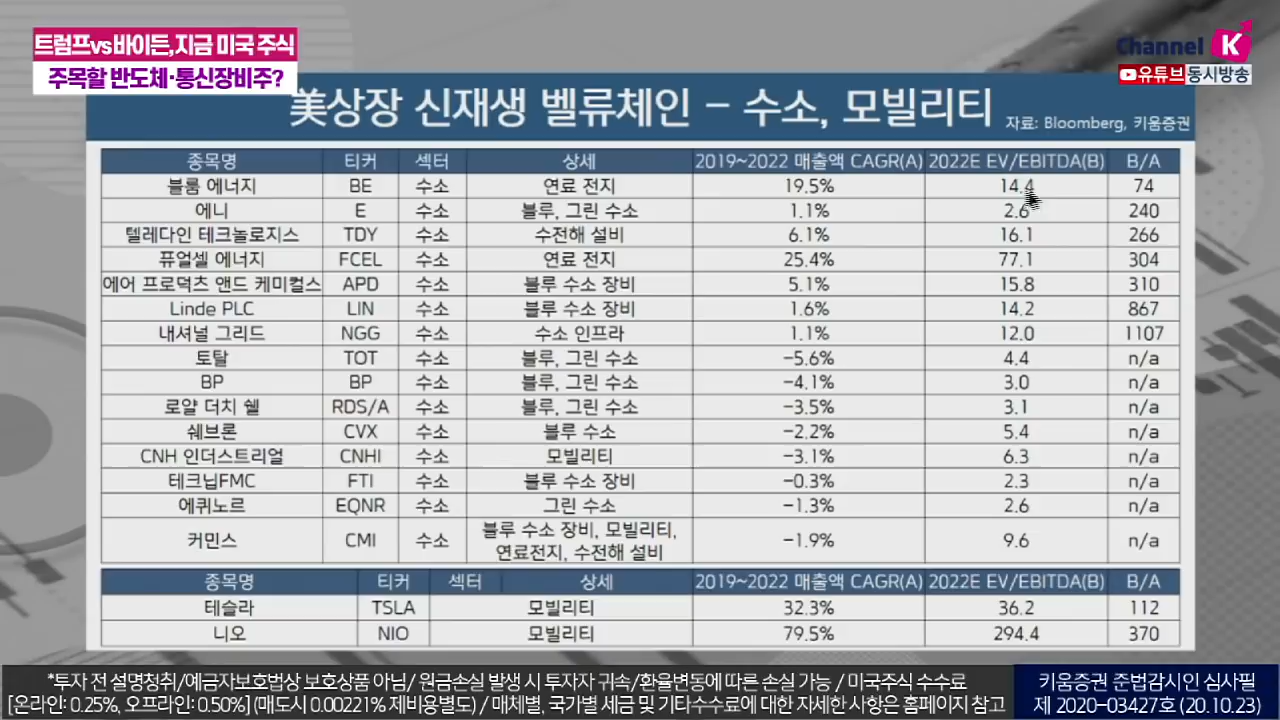 트럼프vs바이든,지금 미국 주식
주목할 반도체·통신장비주?
Channel K
유튜브동시방송
美상장 신재생 벨류체인 - 수소, 모빌리티
자료: Bloomberg, 키움증권
종목명 티커 섹터 상세 2019~2022 매출액 CAGR(A) 2022E EV/EBITDA(B) B/A
블룸 에너지 BE 수소 연료 전지 19.5% 14.4 74
에니 E 수소 블루, 그린 수소 1.1% 2.6 240
텔레다인 테크놀로지스 TDY 수소 수전해 설비 6.1% 16.1 266
퓨얼셀 에너지 FCEL 수소 연료 전지 25.4% 77.1 304
에어 프로덕츠 앤드 케미컬스 APD 수소 블루 수소 장비 5.1% 15.8 310
Linde PLC LIN 수소 블루 수소 장비 1.6% 14.2 867
내셔널 그리드 NGG 수소 수소 인프라 1.1% 12.0 1107
토탈 TOT 수소 블루, 그린 수소 -5.6% 4.4 n/a
BP BP 수소 블루, 그린 수소 -4.1% 3.0 n/a
로얄 더치 쉘 RDS/A 수소 블루, 그린 수소 -3.5% 3.1 n/a
쉐브론 CVX 수소 블루 수소 -2.2% 5.4 n/a
CNH 인더스트리얼 CNHI 수소 모빌리티 -3.1% 6.3 n/a
테크닙FMC FTI 수소 블루 수소 장비 -0.3% 2.3 n/a
에퀴노르 EQNR 수소 그린 수소 -1.3% 2.6 n/a
커민스 CMI 수소 블루 수소 장비, 모빌리티,
연료전지, 수전해 설비 -1.9% 9.6 n/a
종목명 티커 섹터 상세 2019~2022 매출액 CAGR(A) 2022E EV/EBITDA(B) B/A
테슬라 TSLA 모빌리티 32.3% 36.2 112
니오 NIO 모빌리티 79.5% 294.4 370
*투자 전 설명청취/예금자보호법상 보호상품 아님/ 원금손실 발생 시 투자자 귀속/환율변동에 따른 손실 가능 / 미국주식 수수료
[온라인: 0.25%, 오프라인: 0.50%] (매도시 0.00221% 제비용별도) / 매체별, 국가별 세금 및 기타수수료에 대한 자세한 사항은 홈페이지 참고
키움증권 준법감시인 심사필
제 2020-03427호 (20.10.23)